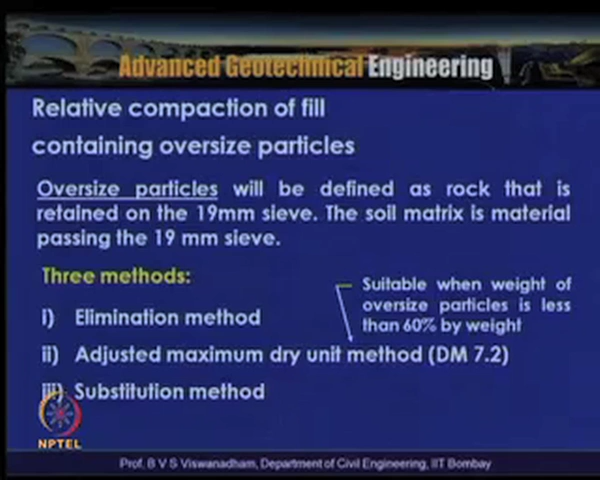 Advanced Geotechnical Engineering
Relative compaction of fill
containing oversize particles
Oversize particles will be defined as rock that is
retained on the 19mm sieve. The soil matrix is material
passing the 19 mm sieve.
Three methods:
Suitable when weight of
oversize particles is less
than 60% by weight
i) Elimination method
ii) Adjusted maximum dry unit method (DM 7.2)
iii) Substitution method
NPTEL
Prof. B V S Viswanadham, Department of Civil Engineering, IIT Bombay